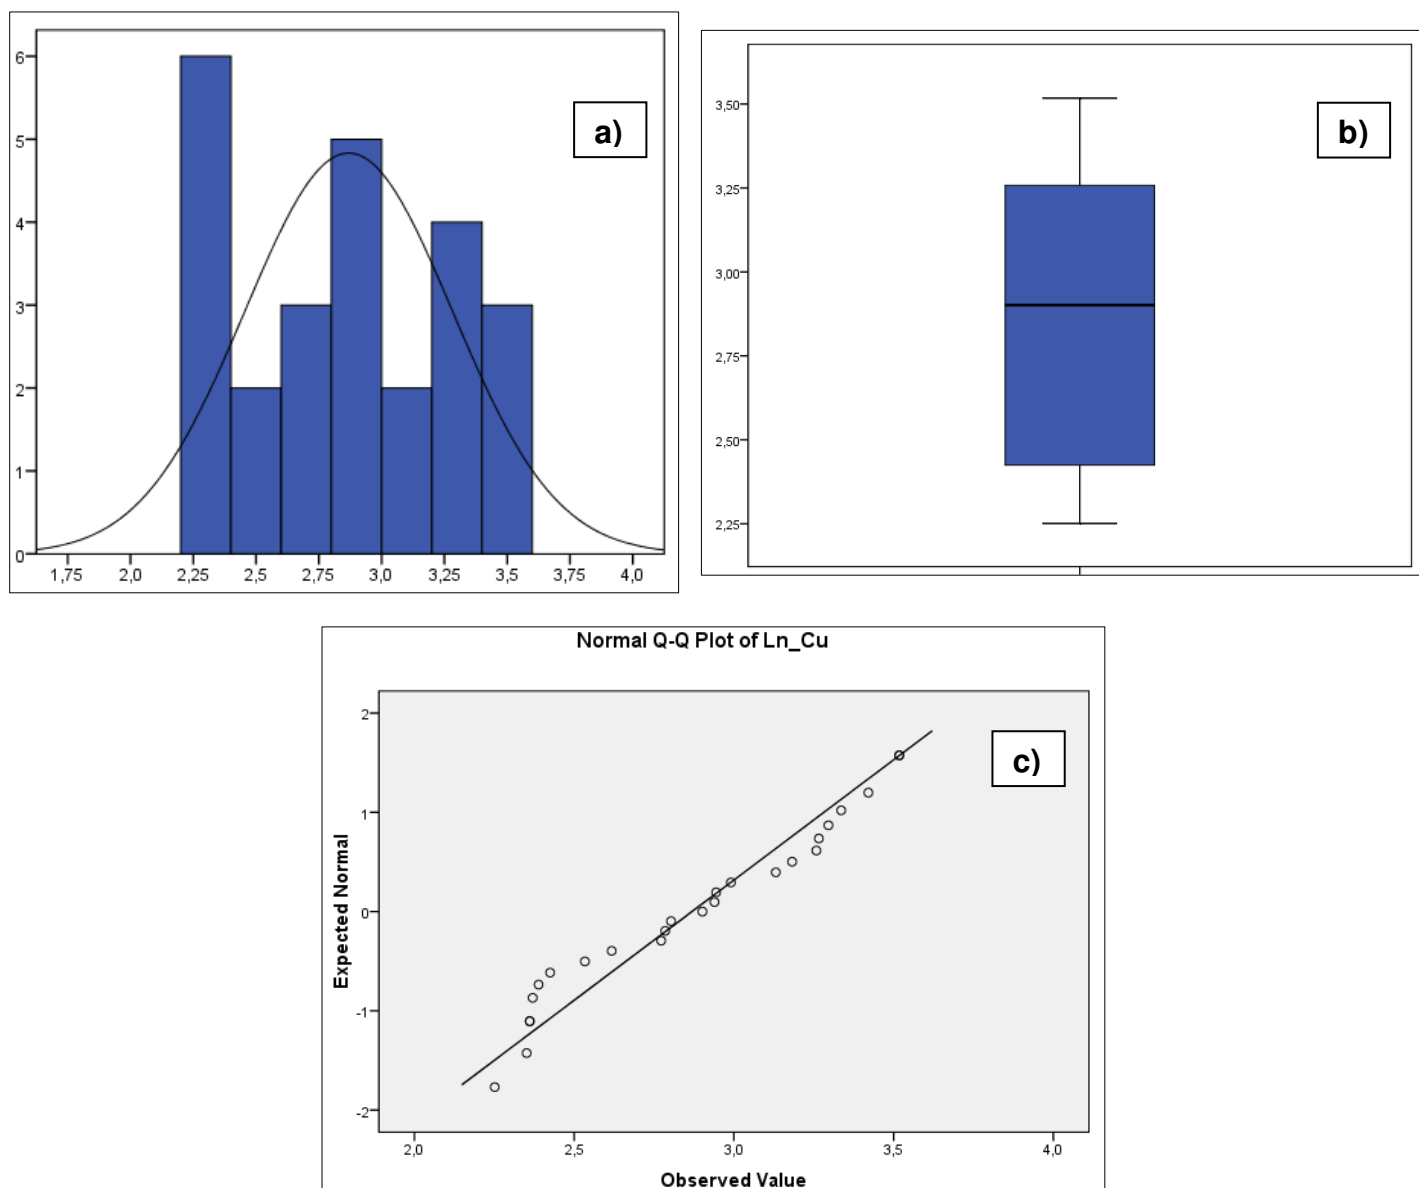 6
5
4
3
2
1
0
1,75 2,0 2,25 2,5 2,75 3,0 3,25 3,5 3,75 4,0
a)
3,50
3,25
3,00
2,75
2,50
2,25
b)
Normal Q-Q Plot of Ln_Cu
2
1
0
-1
-2
Expected Normal
c)
2,0 2,5 3,0 3,5 4,0
Observed Value